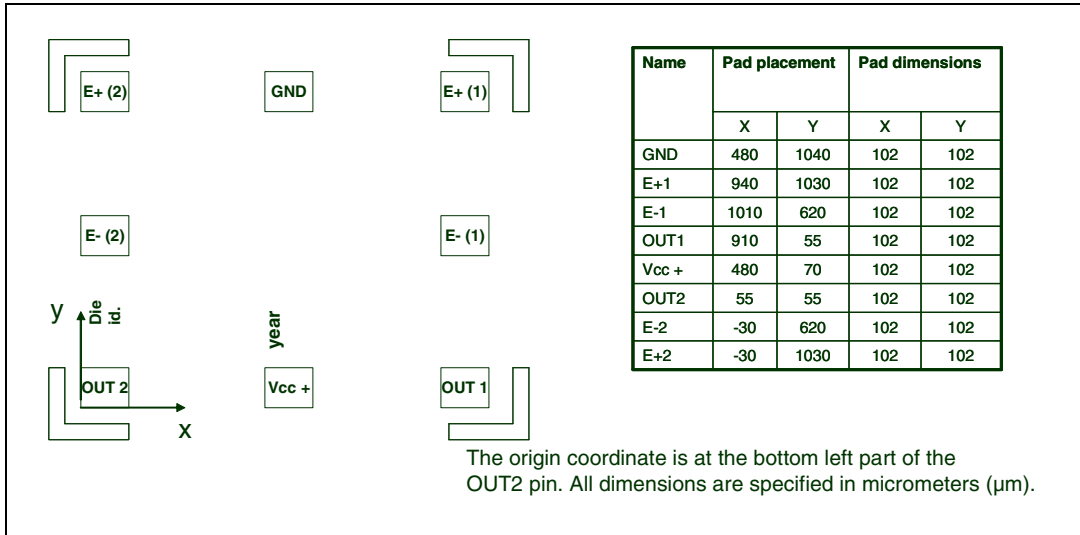 E+ (2) GND E+ (1)
E- (2) E- (1)
y
Die
id.
year
OUT 2 Vcc + OUT 1
x
Name Pad placement Pad dimensions
X Y X Y
GND 480 1040 102 102
E+1 940 1030 102 102
E-1 1010 620 102 102
OUT1 910 55 102 102
Vcc + 480 70 102 102
OUT2 55 55 102 102
E-2 -30 620 102 102
E+2 -30 1030 102 102
The origin coordinate is at the bottom left part of the
OUT2 pin. All dimensions are specified in micrometers (µm).